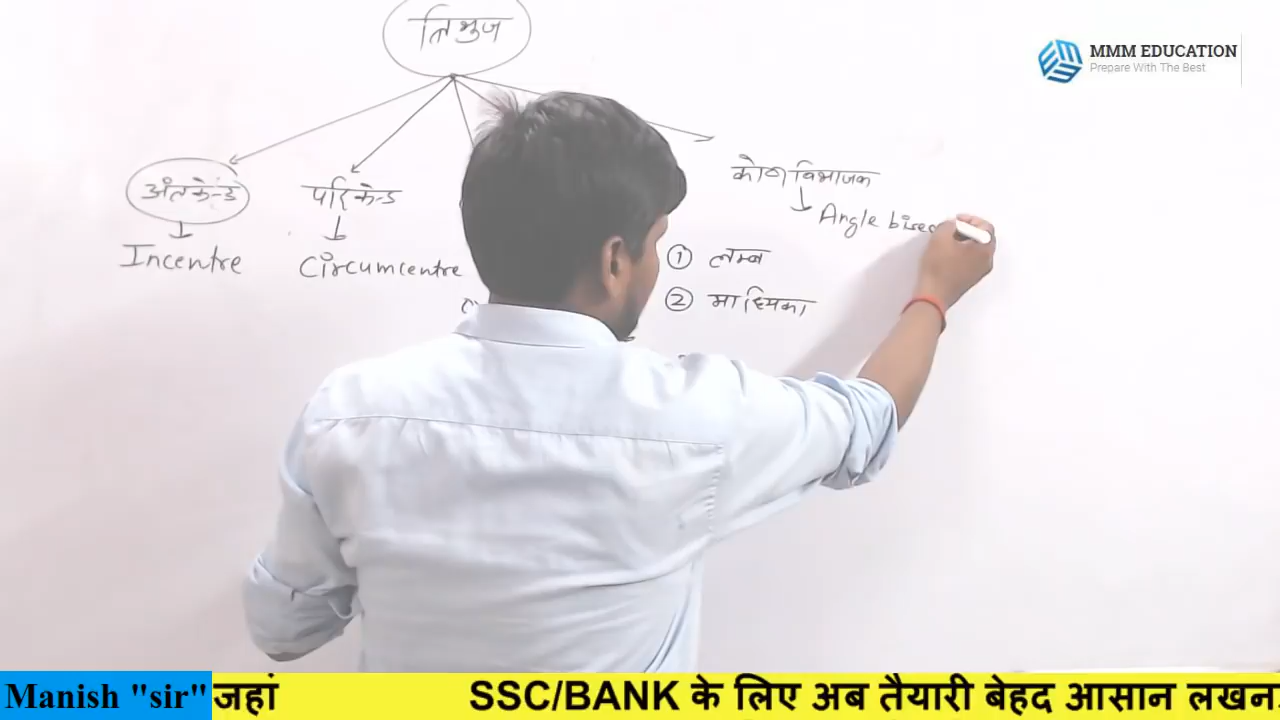 त्रिभुज
MMM EDUCATION
Prepare With The Best
अंतकेन्द्र
परिकेन्द्र
कोण विभाजक
Incentre
Circumcentre
Angle bisec
① लम्ब
② माध्यिका
Manish "sir" जहां SSC/BANK के लिए अब तैयारी बेहद आसान लखन